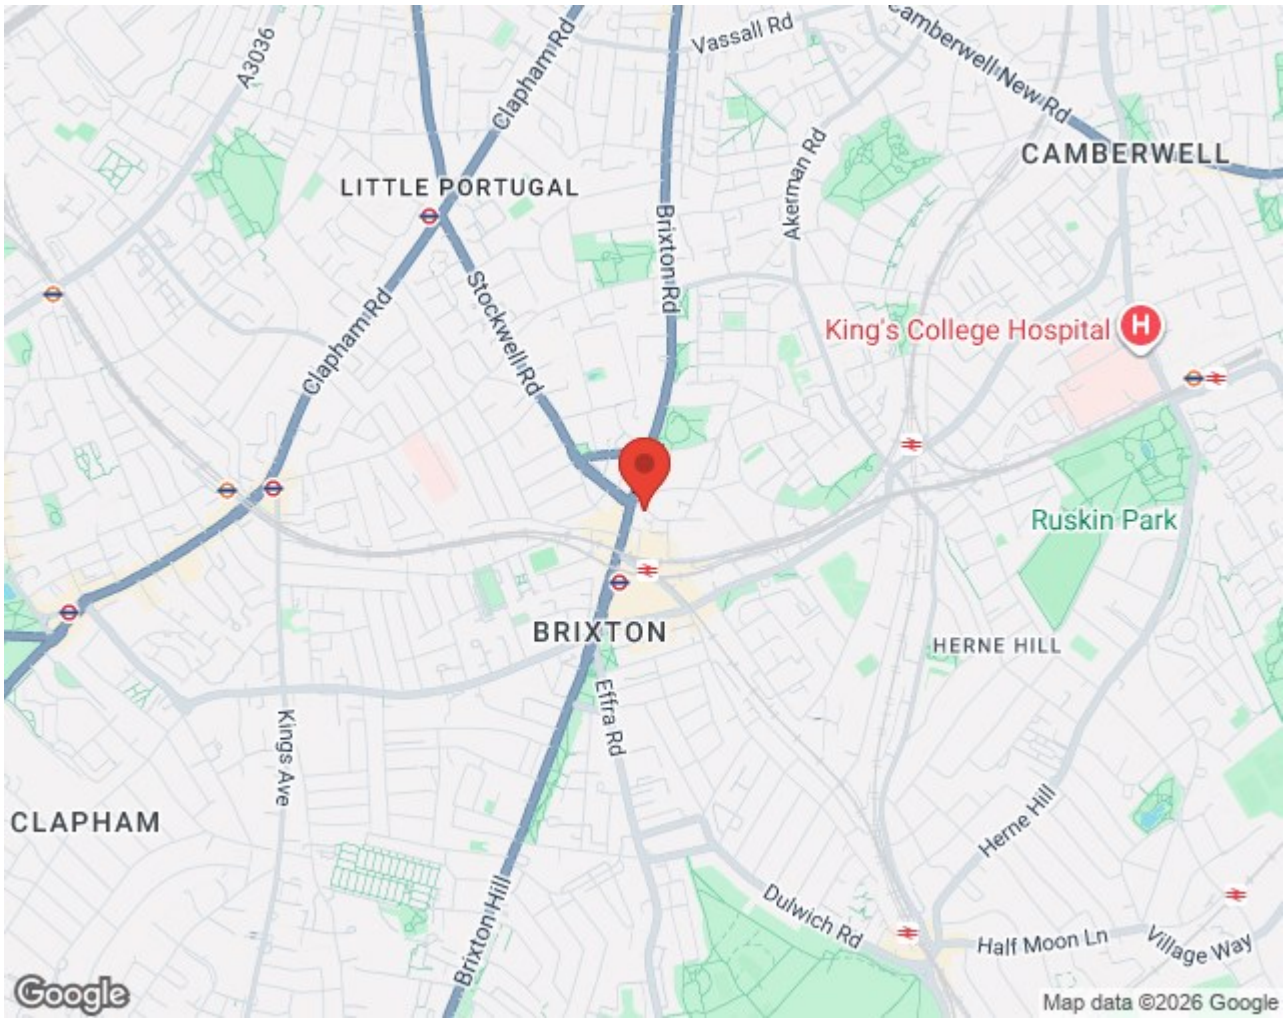 A3036
Clapham Rd
Vassall Rd
Camberwell New Rd
CAMBERWELL
LITTLE PORTUGAL
Akerman Rd
Brixton Rd
Stockwell Rd
Clapham Rd
King's College Hospital
H
Ruskin Park
BRIXTON
HERNE HILL
Effra Rd
Kings Ave
CLAPHAM
Herne Hill
Brixton Hill
Dulwich Rd
Half Moon Ln
Village Way
Google
Map data ©2026 Google